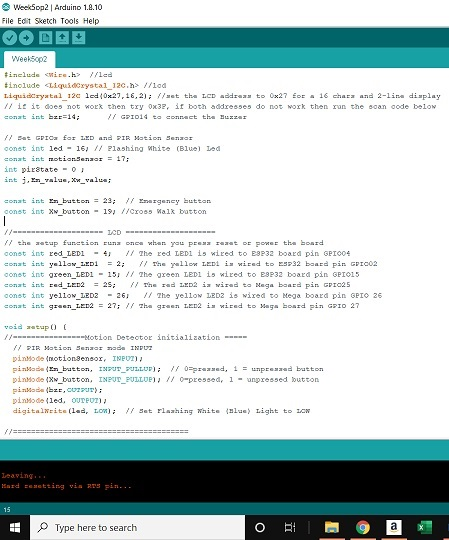 Week5op2 | Arduino 1.8.10
File Edit Sketch Tools Help
Week5op2
#include <Wire.h>  //lcd
#include <LiquidCrystal_I2C.h> //lcd
LiquidCrystal_I2C lcd(0x27,16,2); //set the LCD address to 0x27 for a 16 chars and 2-line display
// if it does not work then try 0x3F, if both addresses do not work then run the scan code below
const int bzr=14;      // GPIO14 to connect the Buzzer
// Set GPIOs for LED and PIR Motion Sensor
const int led = 16; // Flashing White (Blue) Led
const int motionSensor = 17;
int pirState = 0 ;
int j,Em_value,Xw_value;
const int Em_button = 23;  // Emergency button
const int Xw_button = 19; //Cross Walk button
//==================== LCD ====================
// the setup function runs once when you press reset or power the board
const int red_LED1 = 4;   // The red LED1 is wired to ESP32 board pin GPIO04
const int yellow_LED1 = 2;   // The yellow LED1 is wired to ESP32 board pin GPIO02
const int green_LED1 = 15; // The green LED1 is wired to ESP32 board pin GPIO15
const int red_LED2 = 25;   // The red LED2 is wired to Mega board pin GPIO25
const int yellow_LED2 = 26;   // The yellow LED2 is wired to Mega board pin GPIO 26
const int green_LED2 = 27; // The green LED2 is wired to Mega board pin GPIO 27
void setup() {
//================Motion Detector initialization =====
// PIR Motion Sensor mode INPUT
pinMode(motionSensor, INPUT);
pinMode(Em_button, INPUT_PULLUP);  // 0=pressed, 1 = unpressed button
pinMode(Xw_button, INPUT_PULLUP); // 0=pressed, 1 = unpressed button
pinMode(bzr,OUTPUT);
pinMode(led, OUTPUT);
digitalWrite(led, LOW);  // Set Flashing White (Blue) Light to LOW
//=======================================
Leaving...
Hard resetting via RTS pin...
15
Type here to search
a